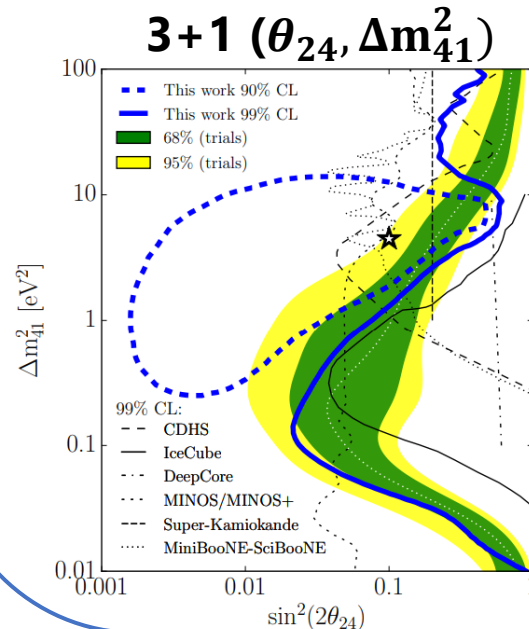 3+1 (θ₂₄, Δm²₄₁)
100
10
1
0.1
0.01
Δm²₄₁ [eV²]
This work 90% CL
This work 99% CL
68% (trials)
95% (trials)
99% CL:
CDHS
IceCube
DeepCore
MINOS/MINOS+
Super-Kamiokande
MiniBooNE-SciBooNE
0.001
0.01
0.1
sin²(2θ₂₄)